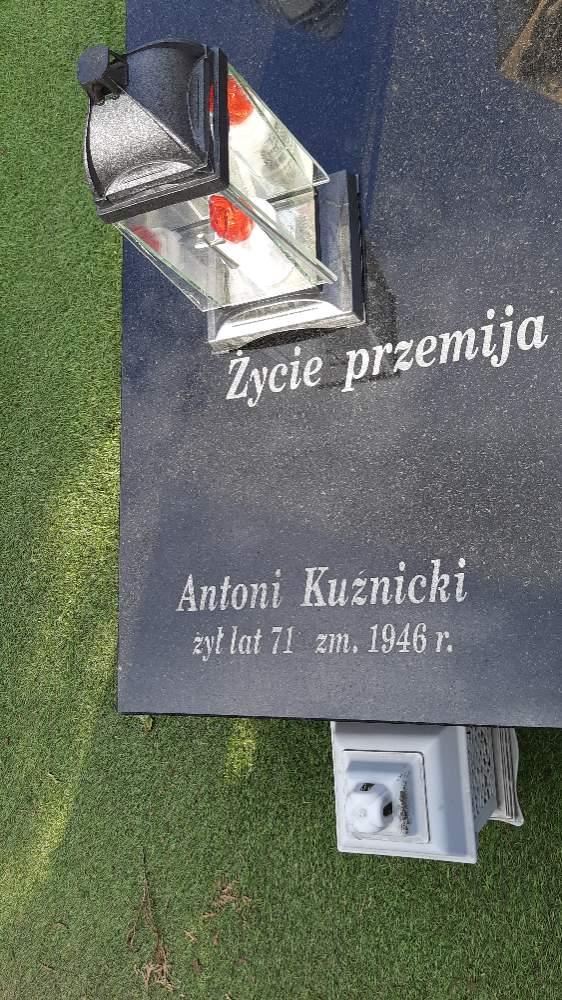 Życie przemija
Antoni Kuźnicki
żył lat 71 zm. 1946 r.